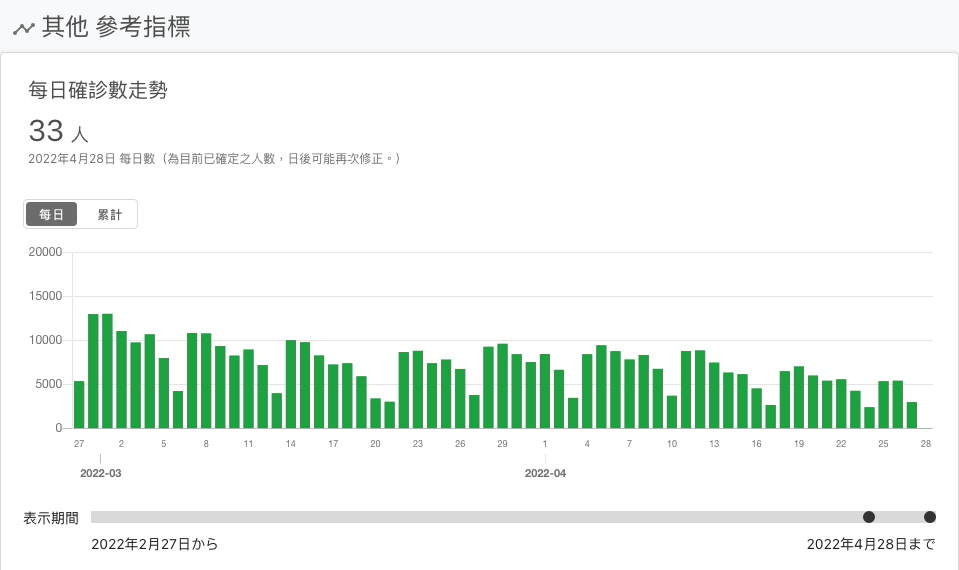 其他 參考指標
每日確診數走勢
33 人
2022年4月28日 每日數（為目前已確定之人數，日後可能再次修正。）
每日 累計
20000
15000
10000
5000
0
27 2 5 8 11 14 17 20 23 26 29 1 4 7 10 13 16 19 22 25 28
2022-03 2022-04
表示期間
2022年2月27日から 2022年4月28日まで